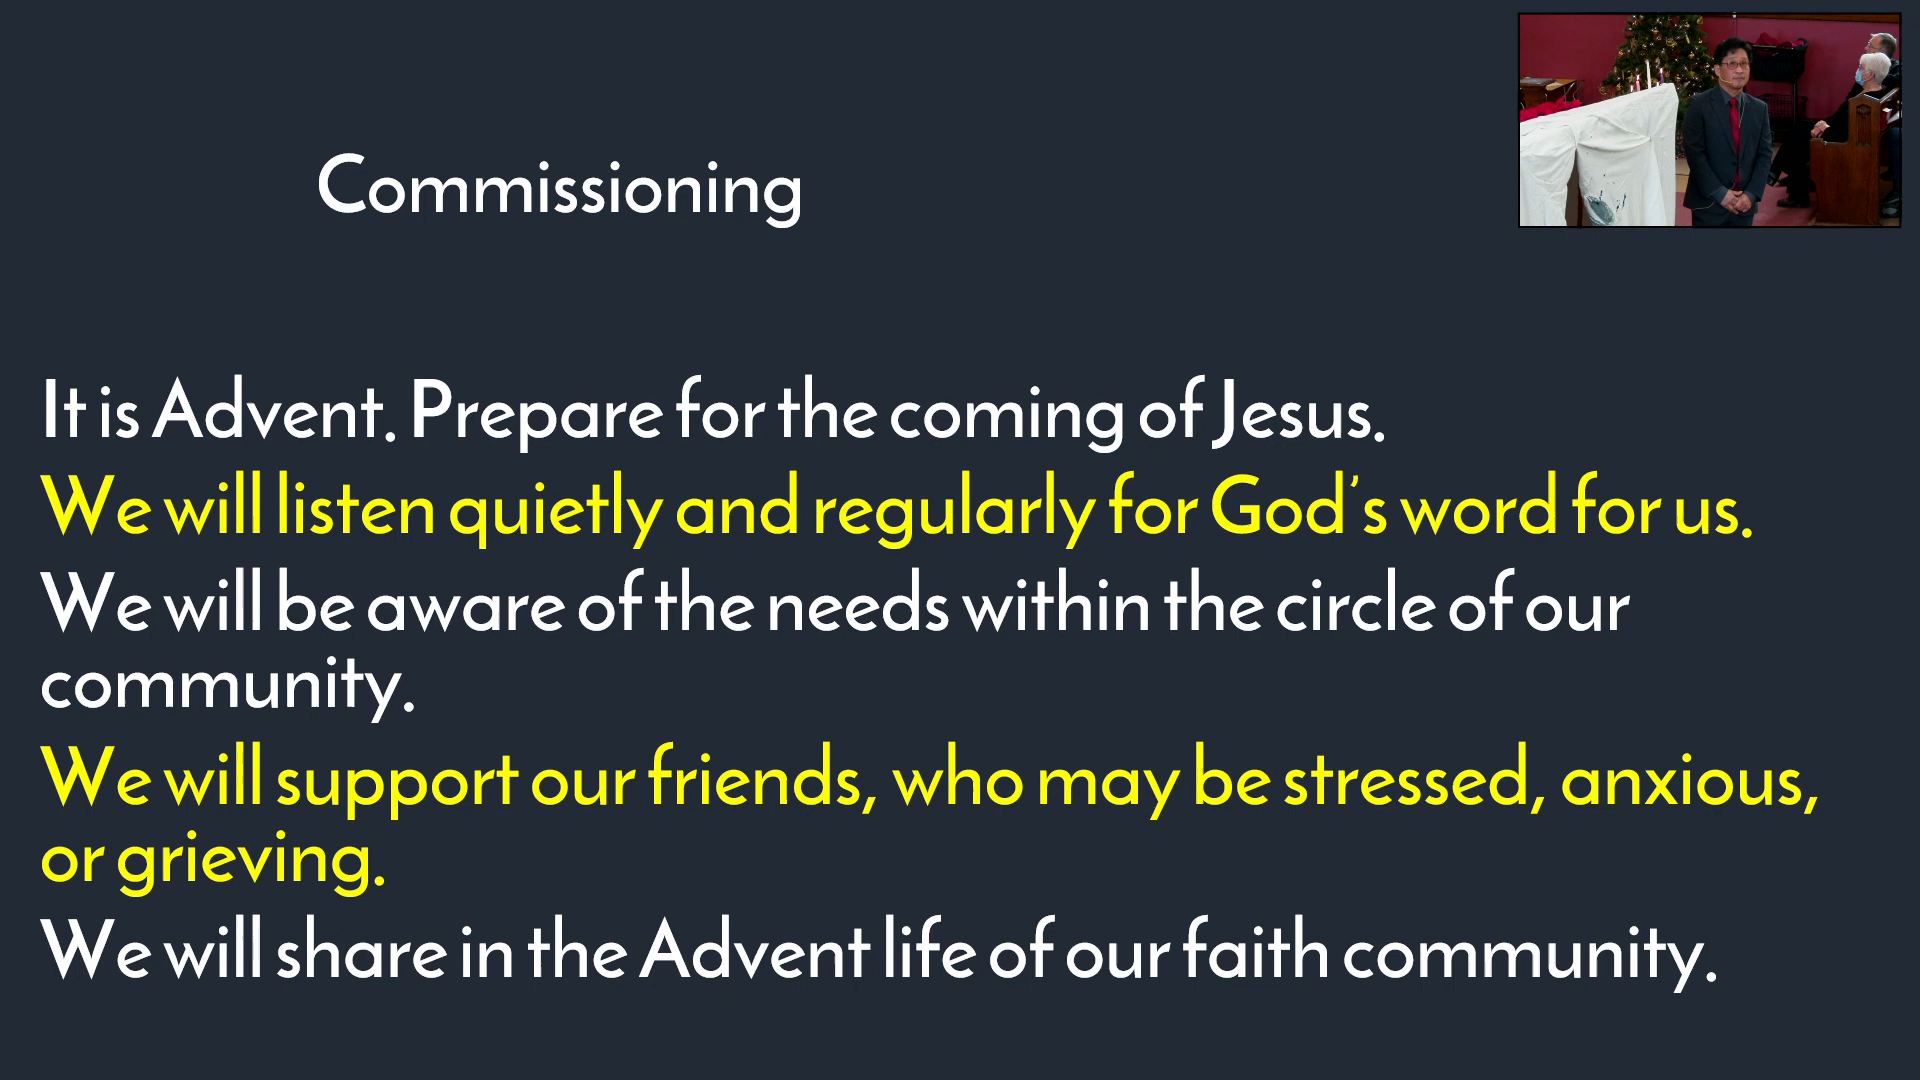 Commissioning
It is Advent. Prepare for the coming of Jesus.
We will listen quietly and regularly for God’s word for us.
We will be aware of the needs within the circle of our
community.
We will support our friends, who may be stressed, anxious,
or grieving.
We will share in the Advent life of our faith community.